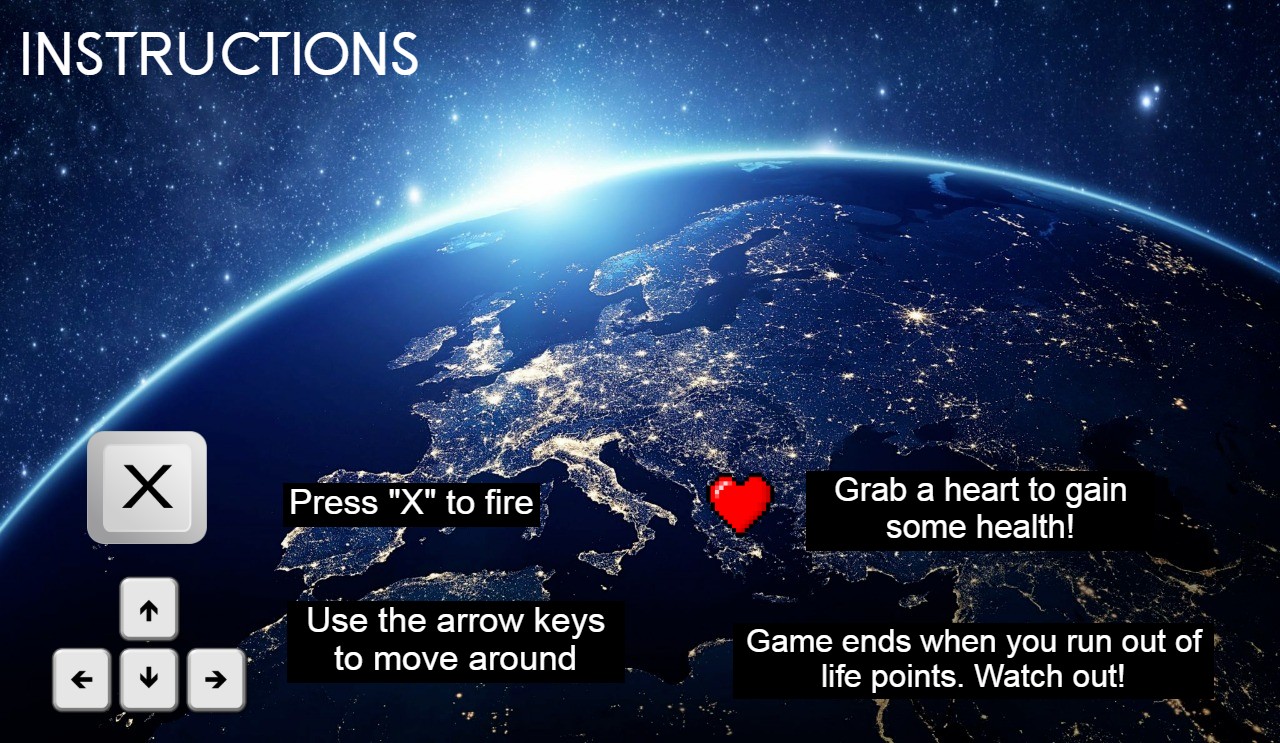 INSTRUCTIONS
X
Press "X" to fire
Grab a heart to gain
some health!
Use the arrow keys
to move around
Game ends when you run out of
life points. Watch out!